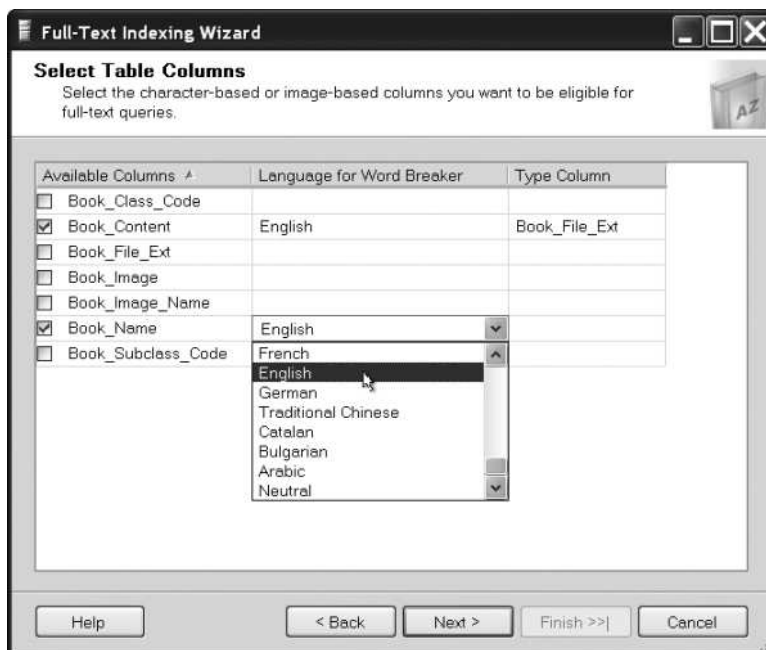 Full-Text Indexing Wizard
Select Table Columns
Select the character-based or image-based columns you want to be eligible for
full-text queries.
AZ
Available Columns Language for Word Breaker Type Column
Book_Class_Code
Book_Content English Book_File_Ext
Book_File_Ext
Book_Image
Book_Image_Name
Book_Name English
Book_Subclass_Code French
English
German
Traditional Chinese
Catalan
Bulgarian
Arabic
Neutral
Help < Back Next > Finish >>| Cancel